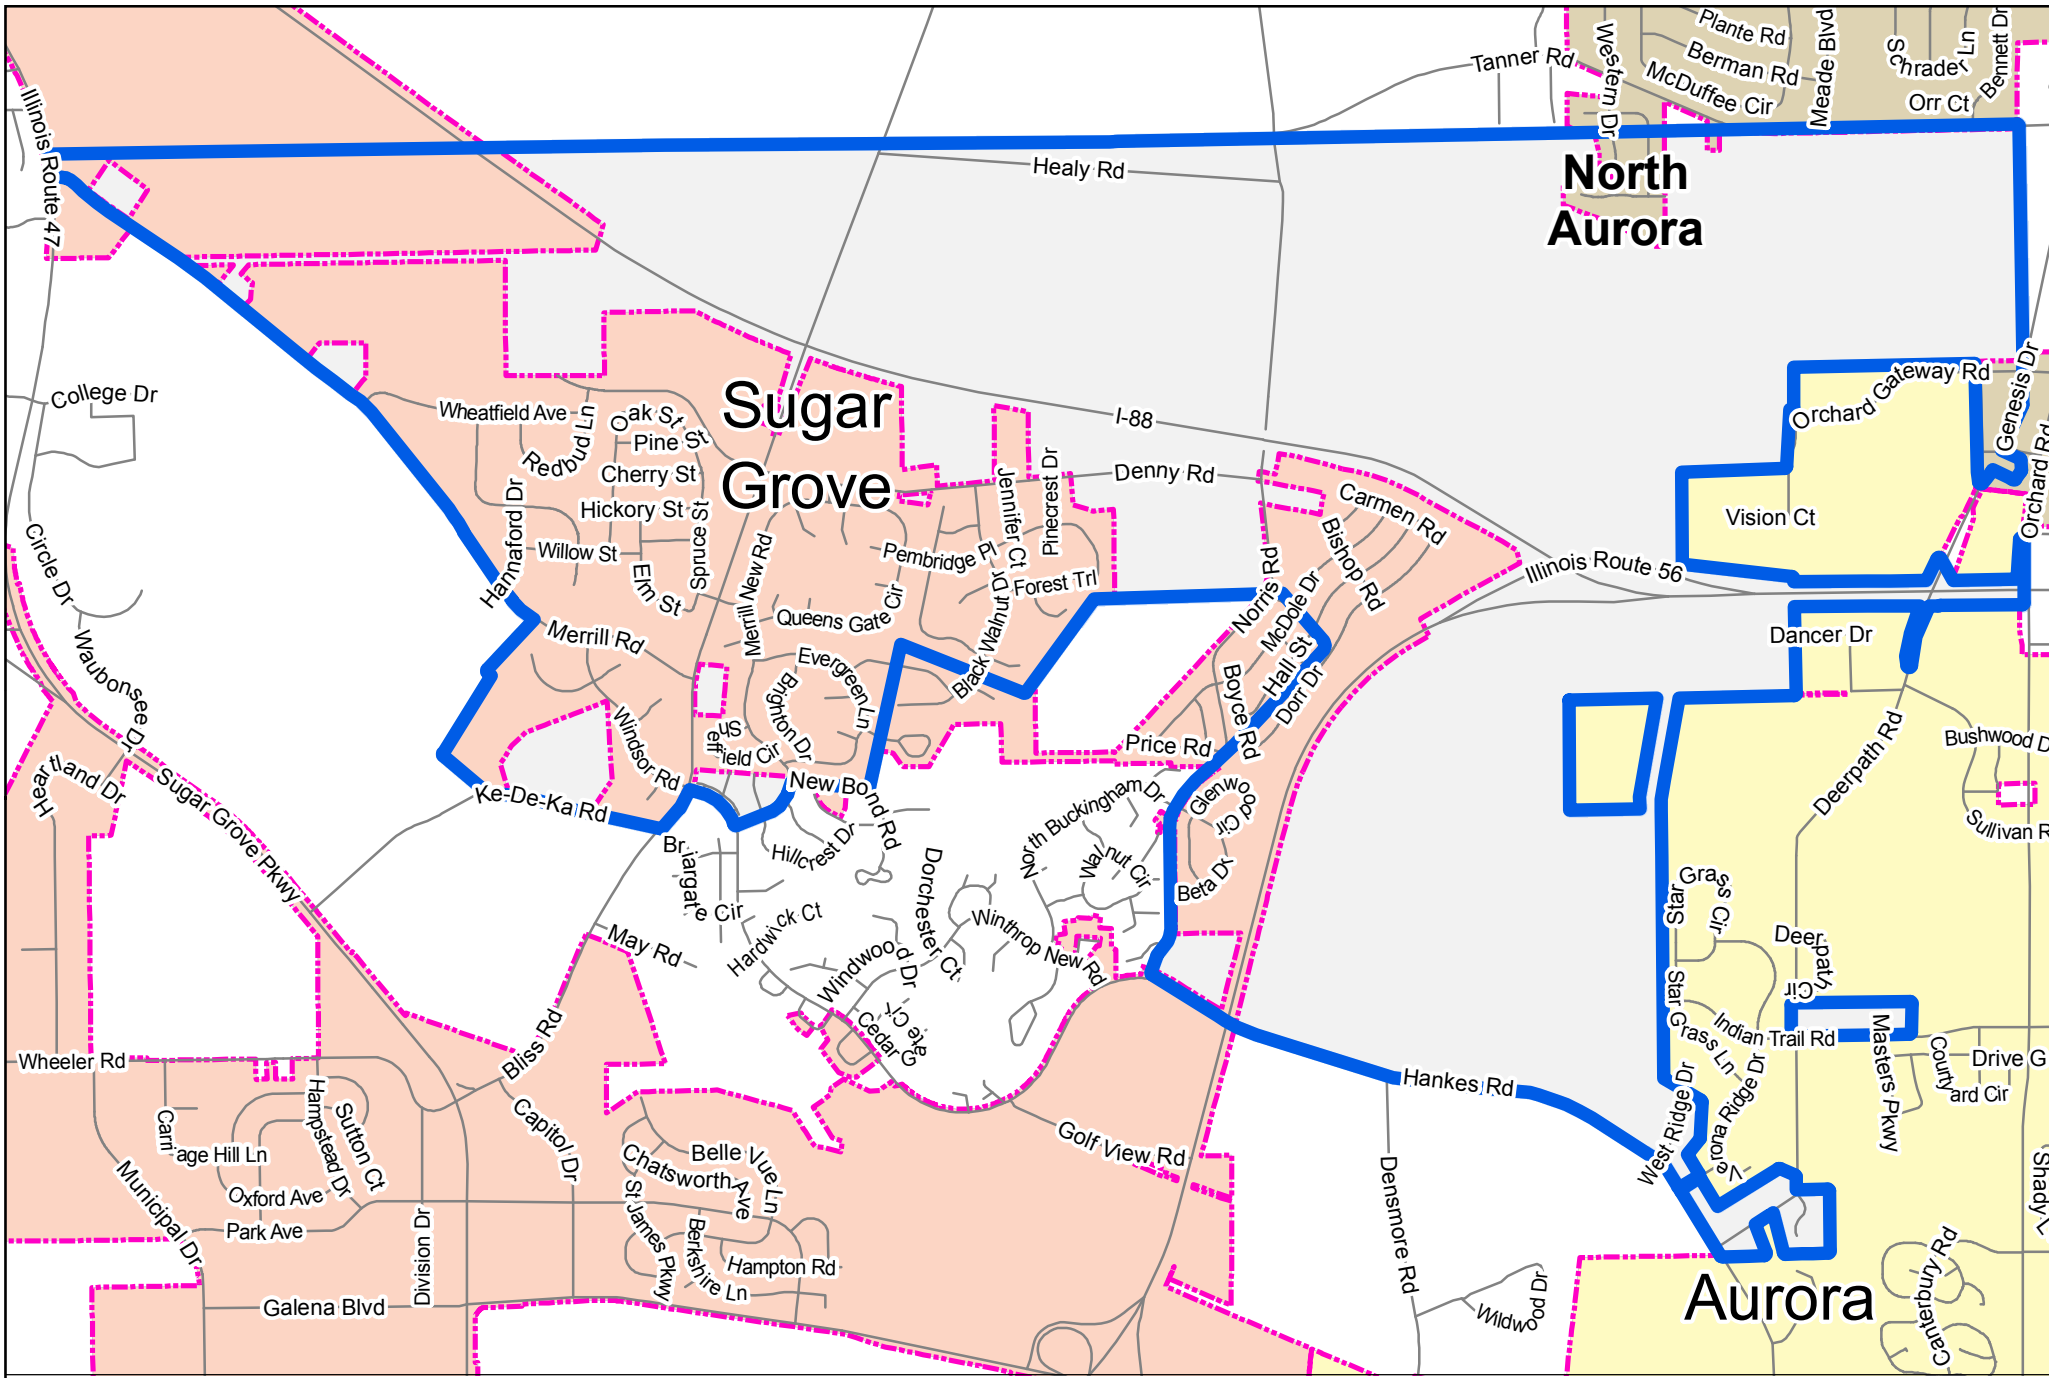 Plante Rd
Western Dr
Meade Blvd
Schrader Ln
Bennett Dr
Berman Rd
Tanner Rd
McDuffee Cir
Orr Ct
Illinois Route 47
Healy Rd
North
Aurora
Genesis Dr
Orchard Gateway Rd
College Dr
Wheatfield Ave
Redbud Ln
Oak St
Pine St
Sugar
Grove
I-88
Orchard Rd
Cherry St
Denny Rd
Jennifer Ct
Pinecrest Dr
Carmen Rd
Hickory St
Vision Ct
Hannaford Dr
Willow St
Spruce St
Merrill New Rd
Pembridge Pl
Bishop Rd
Circle Dr
Elm St
Forest Trl
Illinois Route 56
Norris Rd
McDole Dr
Queens Gate Cir
Black Walnut Dr
Merrill Rd
Dancer Dr
Hall St
Waubonsee Dr
Evergreen Ln
Brighton Dr
Boyce Rd
Dorr Dr
Sheffield Cir
Windsor Rd
Price Rd
Deerpath Rd
Bushwood D
Heartland Dr
Sugar Grove Pkwy
Ke-De-Ka Rd
New Bond Rd
North Buckingham Dr
Glenwood Cir
Sullivan R
Hillcrest Dr
Briargate Cir
Walnut Cir
Beta Dr
Dorchester Ct
Star Grass Cir
Hardwick Ct
Winthrop New Rd
May Rd
Windwood Dr
Deerpath Cir
Star Grass Ln
Cedar Gate Ct
Indian Trail Rd
Masters Pkwy
Bliss Rd
Wheeler Rd
Courtyard Cir
Drive G
Hankes Rd
West Ridge Dr
Verona Ridge Dr
Hampstead Dr
Sutton Ct
Capitol Dr
Carriage Hill Ln
Golf View Rd
Belle Vue Ln
Chatsworth Ave
Densmore Rd
Shady L
Oxford Ave
Municipal Dr
Park Ave
St James Pkwy
Berkshire Ln
Division Dr
Hampton Rd
Galena Blvd
Wildwood Dr
Aurora
Canterbury Rd